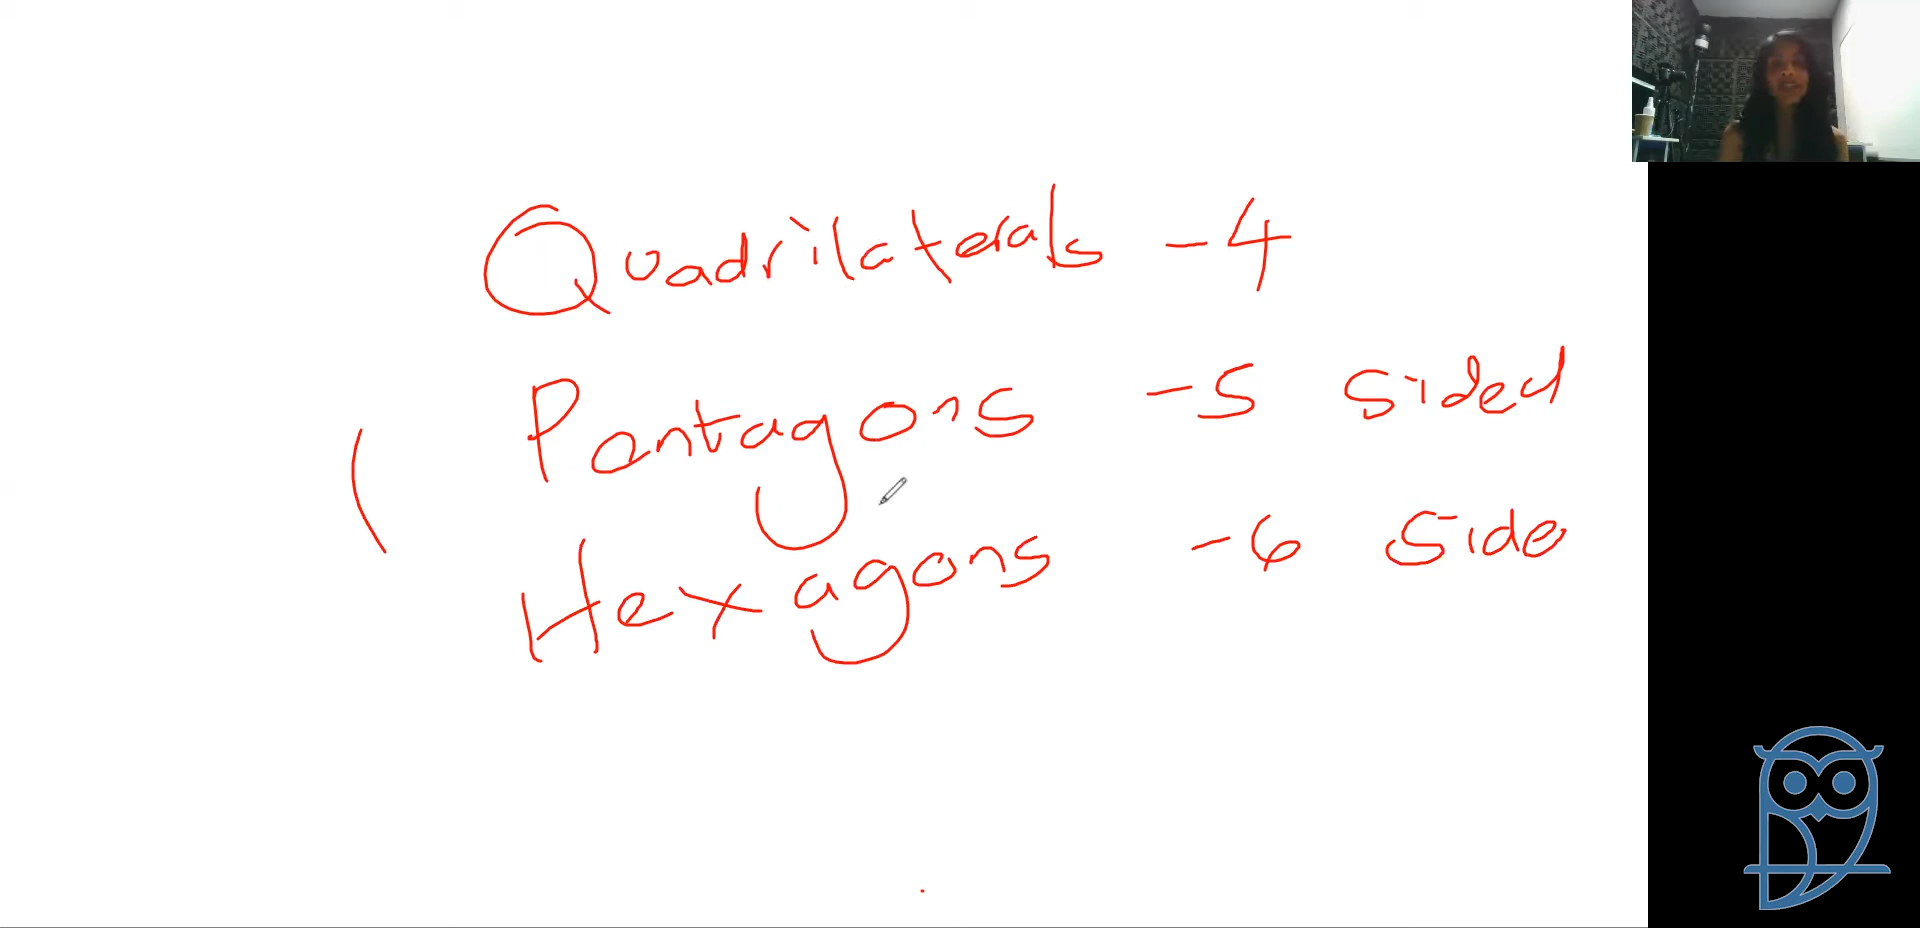 Quadrilaterals - 4
Pentagons - 5 sided
Hexagons - 6 side